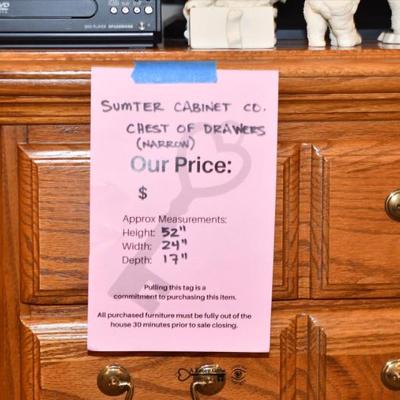 DVD
SUMTER CABINET CO.
CHEST OF DRAWERS
(NARROW)
Our Price:
$
Approx Measurements:
Height: 52"
Width: 24"
Depth: 17"
Pulling this tag is a
commitment to purchasing this item.
All purchased furniture must be fully out of the
house 30 minutes prior to sale closing.